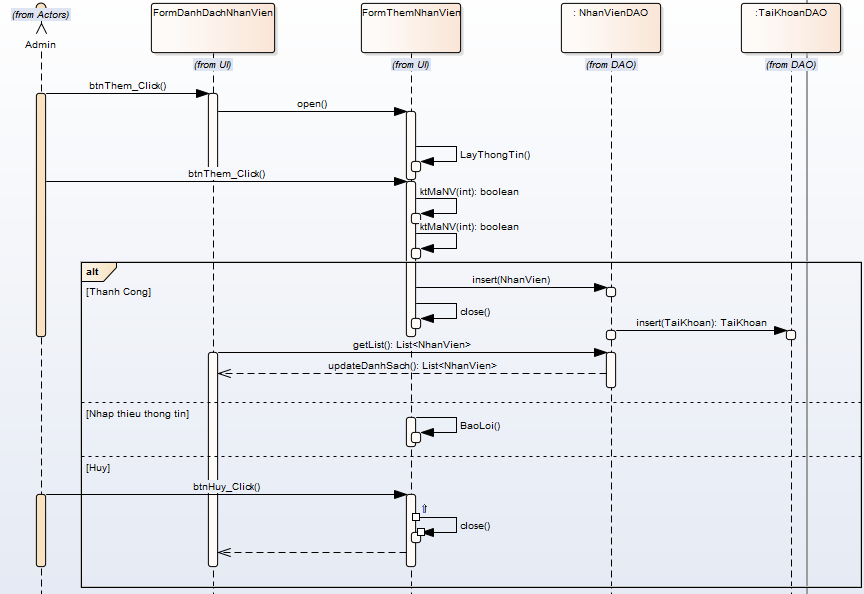 (from Actors)
Admin
FormDanhDachNhanVien
(from UI)
FormThemNhanVien
(from UI)
: NhanVienDAO
(from DAO)
:TaiKhoanDAO
(from DAO)
btnThem_Click()
open()
LayThongTin()
btnThem_Click()
ktMaNV(int): boolean
ktMaNV(int): boolean
alt
[Thanh Cong]
insert(NhanVien)
close()
insert(TaiKhoan): TaiKhoan
getList(): List<NhanVien>
updateDanhSach(): List<NhanVien>
[Nhap thieu thong tin]
BaoLoi()
[Huy]
btnHuy_Click()
close()